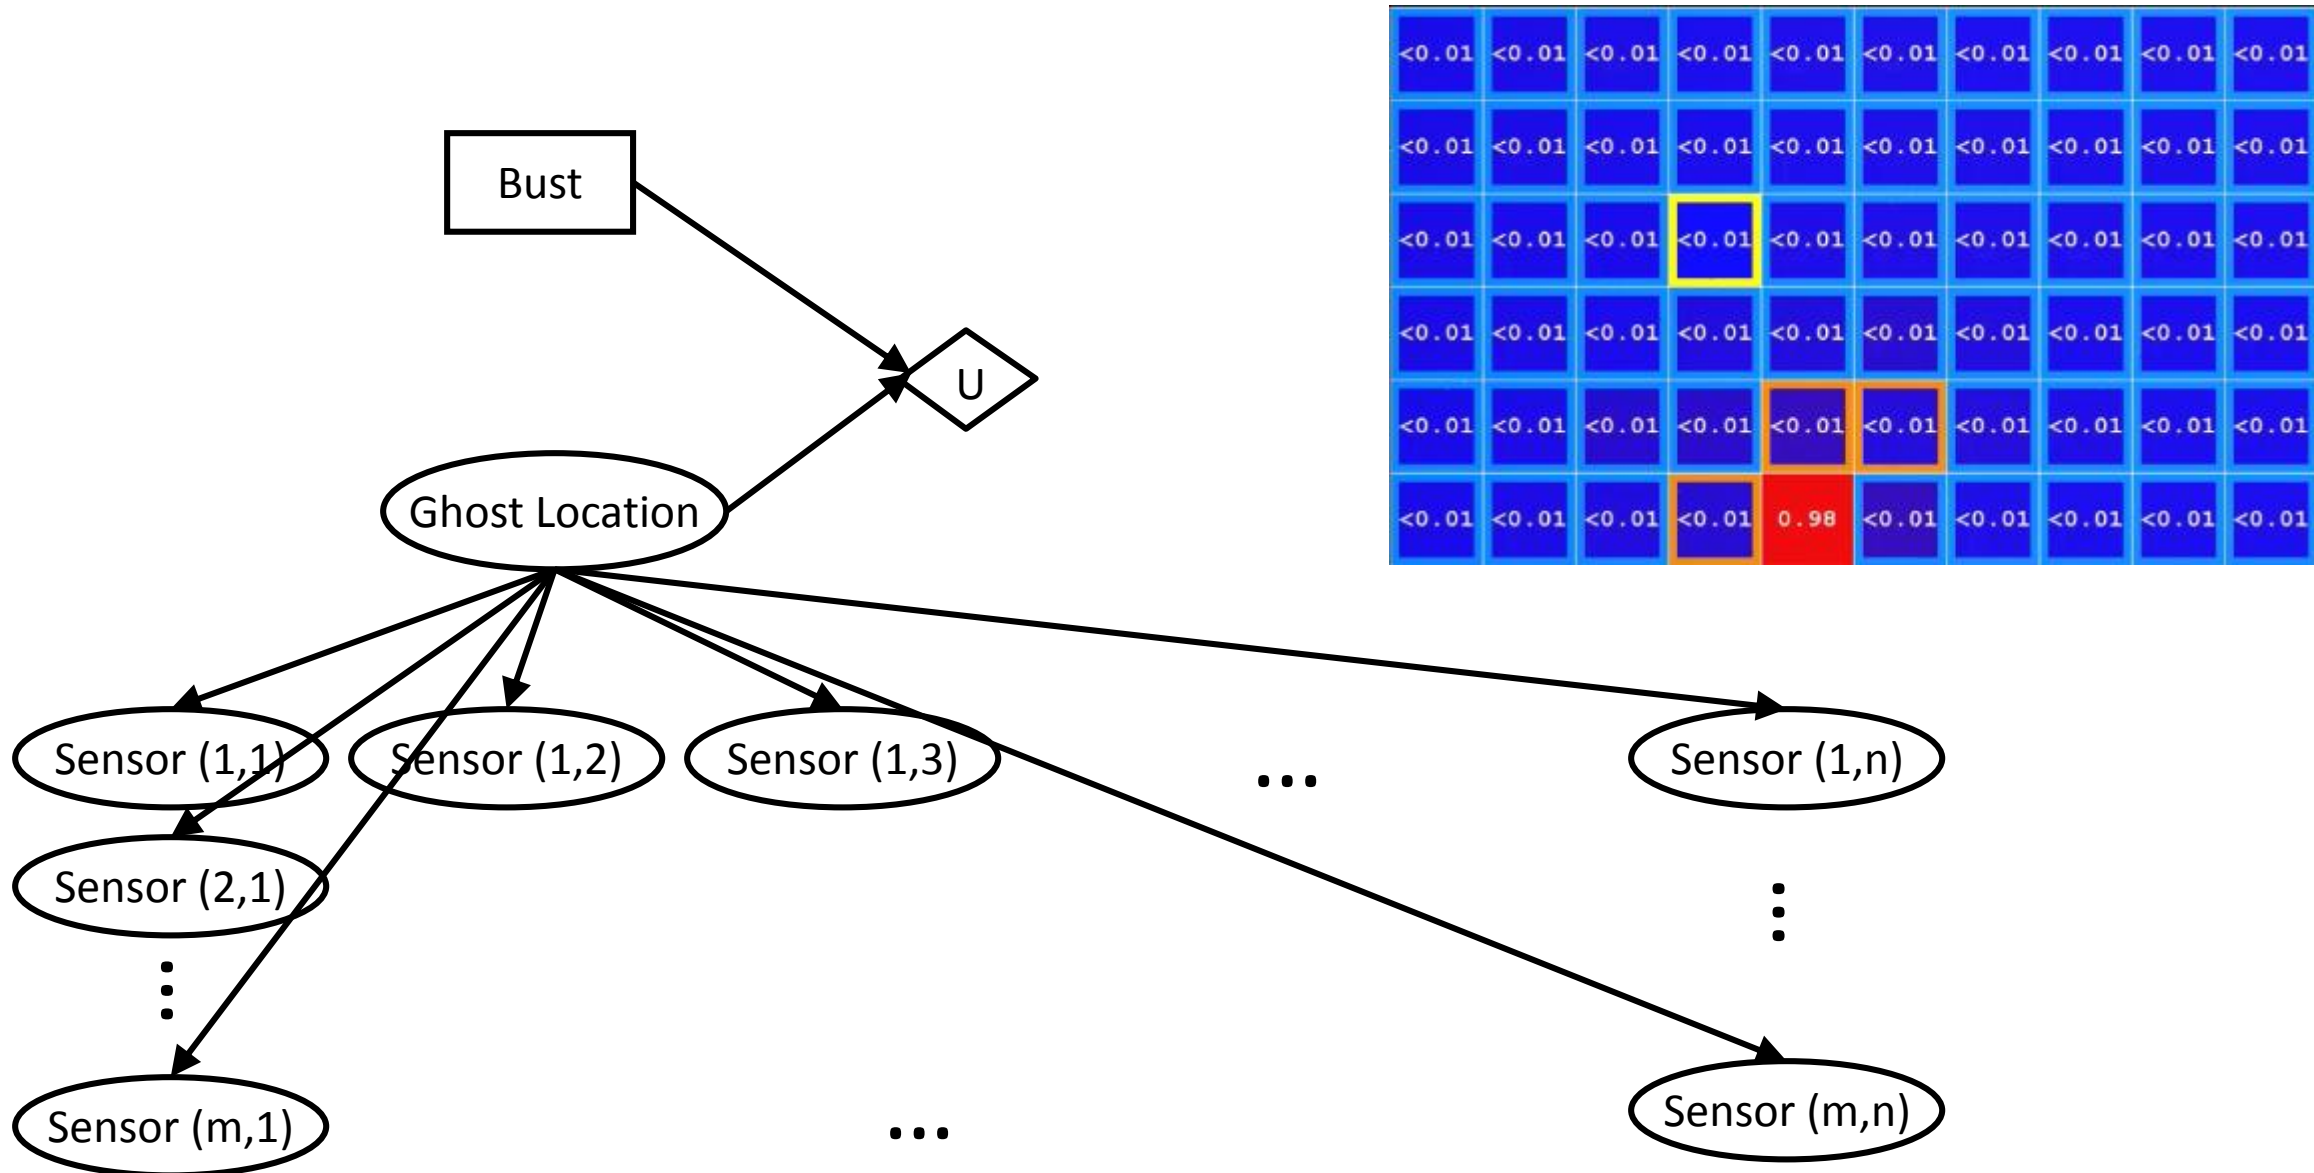 <0.01 <0.01 <0.01 <0.01 <0.01 <0.01 <0.01 <0.01 <0.01 <0.01
<0.01 <0.01 <0.01 <0.01 <0.01 <0.01 <0.01 <0.01 <0.01 <0.01
<0.01 <0.01 <0.01 <0.01 <0.01 <0.01 <0.01 <0.01 <0.01 <0.01
<0.01 <0.01 <0.01 <0.01 <0.01 <0.01 <0.01 <0.01 <0.01 <0.01
<0.01 <0.01 <0.01 <0.01 <0.01 <0.01 <0.01 <0.01 <0.01 <0.01
<0.01 <0.01 <0.01 <0.01 0.98 <0.01 <0.01 <0.01 <0.01 <0.01
Bust
U
Ghost Location
Sensor (1,1) Sensor (1,2) Sensor (1,3) ... Sensor (1,n)
Sensor (2,1)
Sensor (m,1) ... Sensor (m,n)